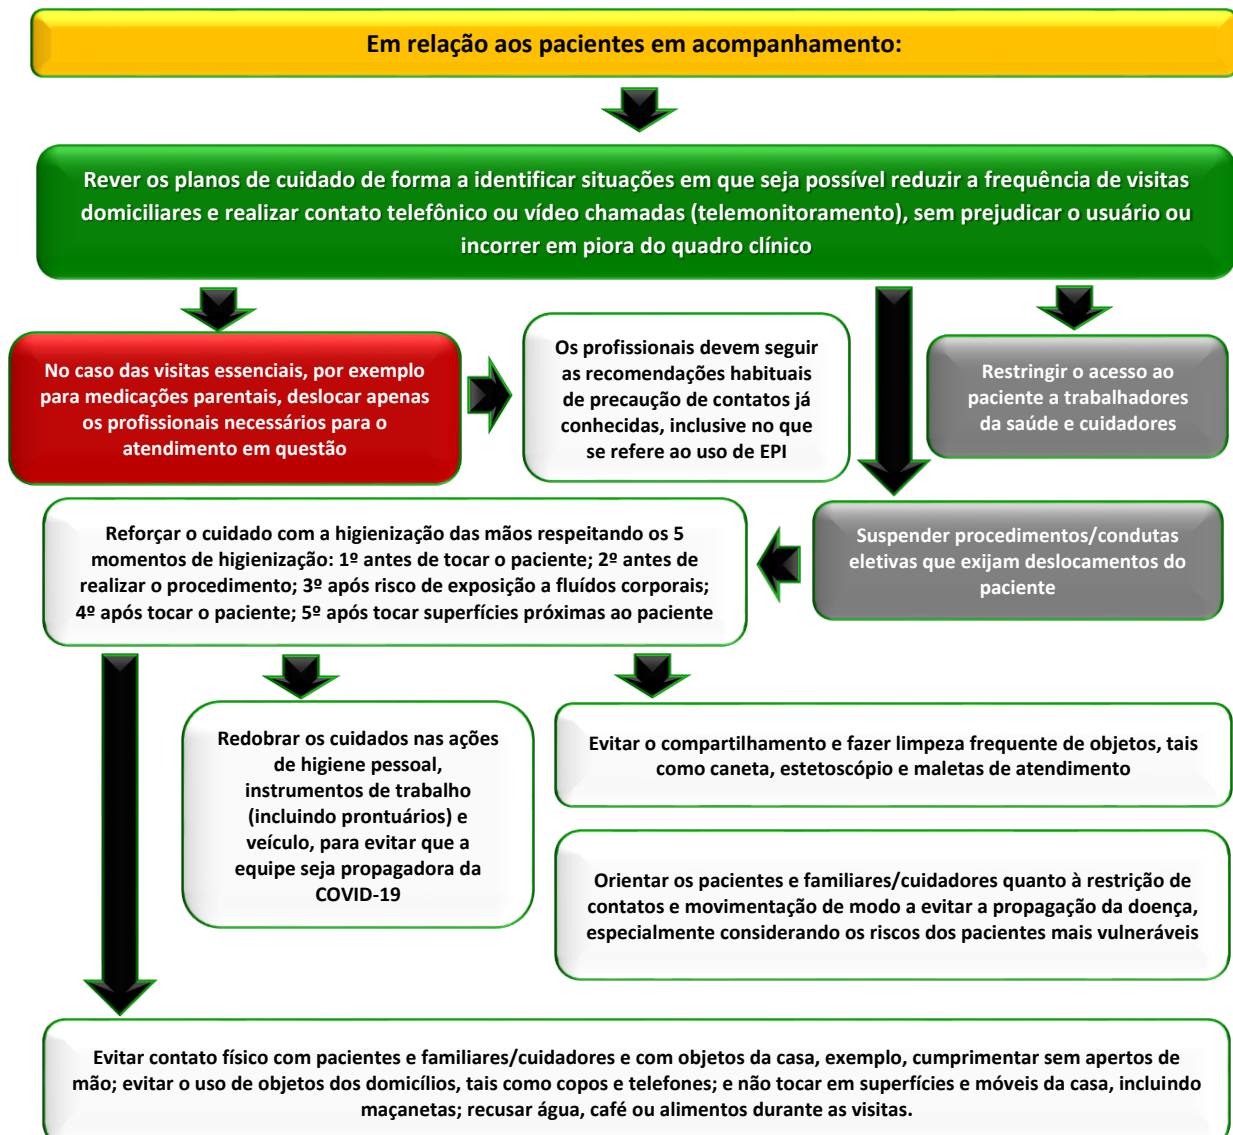 Em relação aos pacientes em acompanhamento:
Rever os planos de cuidado de forma a identificar situações em que seja possível reduzir a frequência de visitas
domiciliares e realizar contato telefônico ou vídeo chamadas (telemonitoramento), sem prejudicar o usuário ou
incorrer em piora do quadro clínico
No caso das visitas essenciais, por exemplo
para medicações parentais, deslocar apenas
os profissionais necessários para o
atendimento em questão
Os profissionais devem seguir
as recomendações habituais
de precaução de contatos já
conhecidas, inclusive no que
se refere ao uso de EPI
Restringir o acesso ao
paciente a trabalhadores
da saúde e cuidadores
Suspender procedimentos/condutas
eletivas que exijam deslocamentos do
paciente
Reforçar o cuidado com a higienização das mãos respeitando os 5
momentos de higienização: 1º antes de tocar o paciente; 2º antes de
realizar o procedimento; 3º após risco de exposição a fluídos corporais;
4º após tocar o paciente; 5º após tocar superfícies próximas ao paciente
Redobrar os cuidados nas ações
de higiene pessoal,
instrumentos de trabalho
(incluindo prontuários) e
veículo, para evitar que a
equipe seja propagadora da
COVID-19
Evitar o compartilhamento e fazer limpeza frequente de objetos, tais
como caneta, estetoscópio e maletas de atendimento
Orientar os pacientes e familiares/cuidadores quanto à restrição de
contatos e movimentação de modo a evitar a propagação da doença,
especialmente considerando os riscos dos pacientes mais vulneráveis
Evitar contato físico com pacientes e familiares/cuidadores e com objetos da casa, exemplo, cumprimentar sem apertos de
mão; evitar o uso de objetos dos domicílios, tais como copos e telefones; e não tocar em superfícies e móveis da casa, incluindo
maçanetas; recusar água, café ou alimentos durante as visitas.